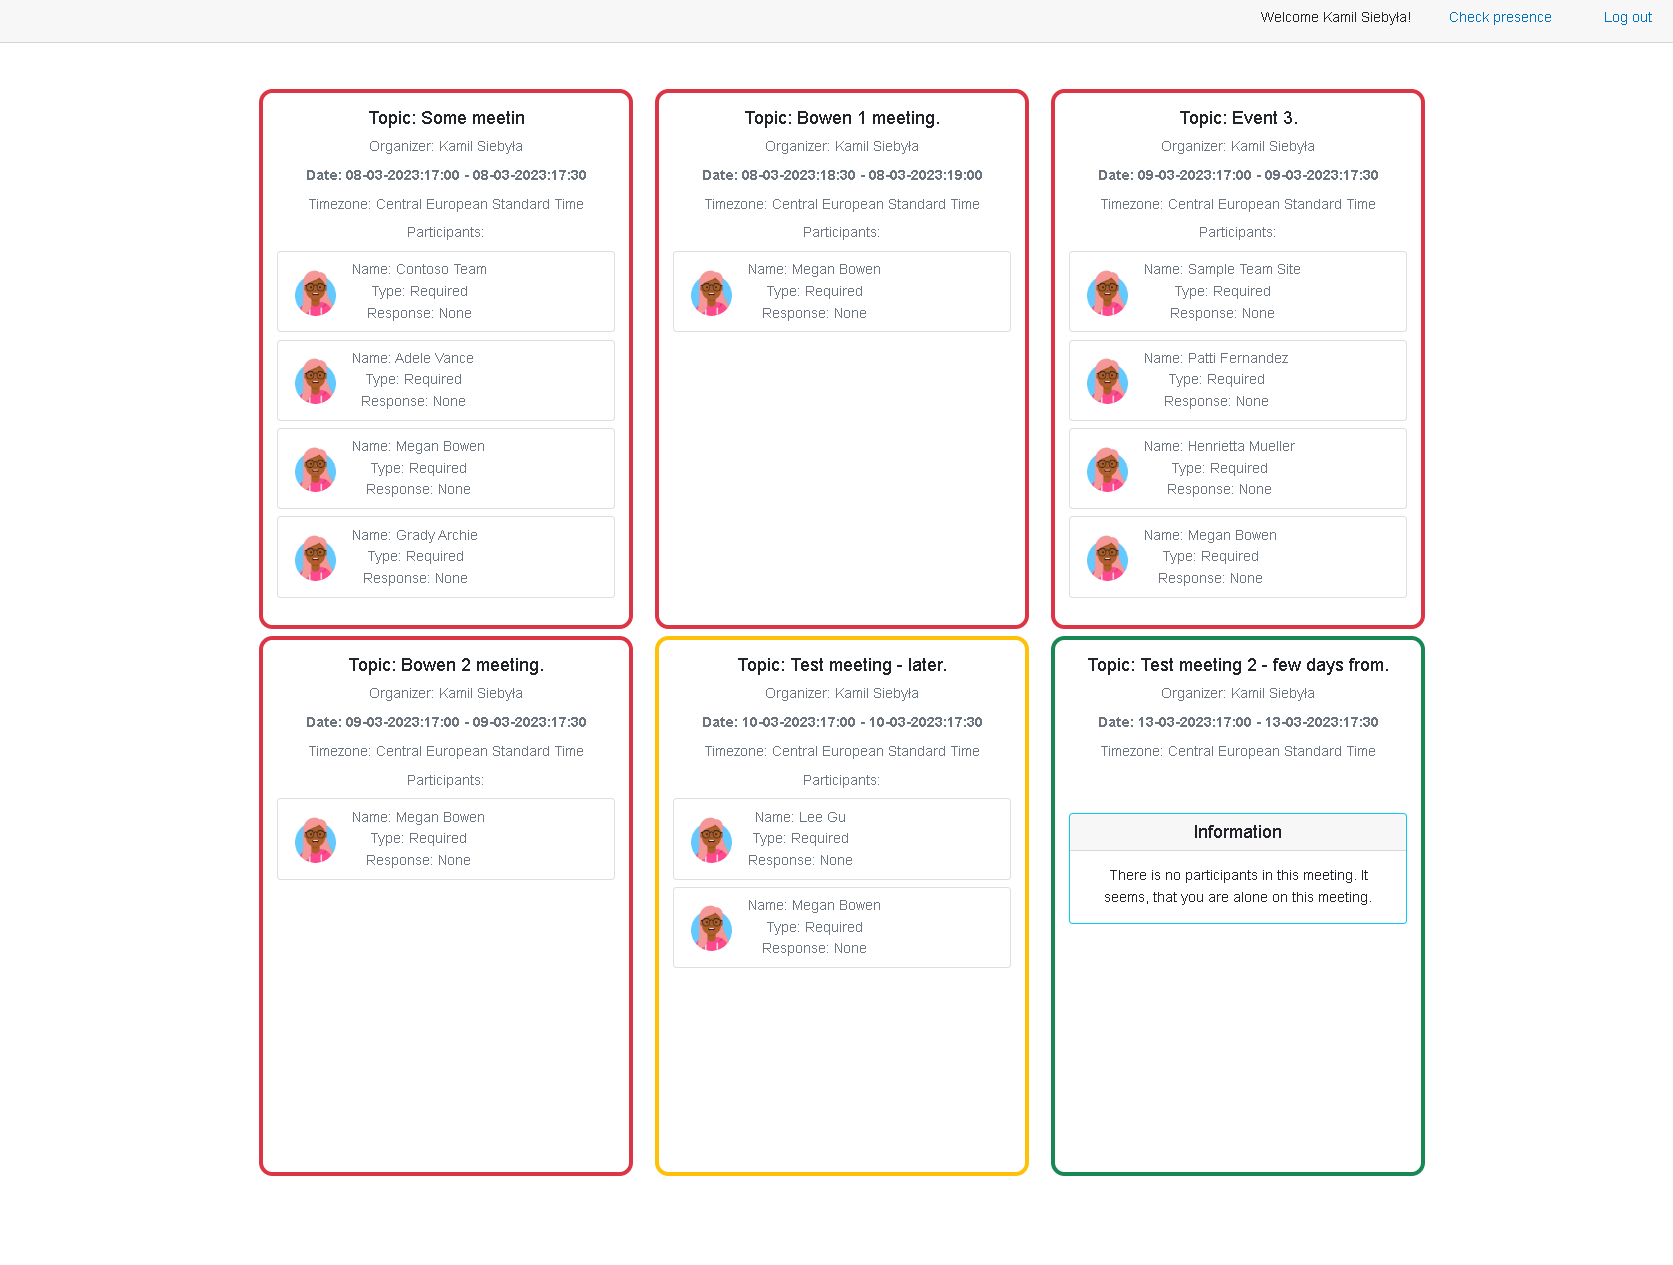 Welcome Kamil Siebyła! Check presence Log out
Topic: Some meetin
Organizer: Kamil Siebyła
Date: 08-03-2023:17:00 - 08-03-2023:17:30
Timezone: Central European Standard Time
Participants:
Name: Contoso Team
Type: Required
Response: None
Name: Adele Vance
Type: Required
Response: None
Name: Megan Bowen
Type: Required
Response: None
Name: Grady Archie
Type: Required
Response: None
Topic: Bowen 1 meeting.
Organizer: Kamil Siebyła
Date: 08-03-2023:18:30 - 08-03-2023:19:00
Timezone: Central European Standard Time
Participants:
Name: Megan Bowen
Type: Required
Response: None
Topic: Event 3.
Organizer: Kamil Siebyła
Date: 09-03-2023:17:00 - 09-03-2023:17:30
Timezone: Central European Standard Time
Participants:
Name: Sample Team Site
Type: Required
Response: None
Name: Patti Fernandez
Type: Required
Response: None
Name: Henrietta Mueller
Type: Required
Response: None
Name: Megan Bowen
Type: Required
Response: None
Topic: Bowen 2 meeting.
Organizer: Kamil Siebyła
Date: 09-03-2023:17:00 - 09-03-2023:17:30
Timezone: Central European Standard Time
Participants:
Name: Megan Bowen
Type: Required
Response: None
Topic: Test meeting - later.
Organizer: Kamil Siebyła
Date: 10-03-2023:17:00 - 10-03-2023:17:30
Timezone: Central European Standard Time
Participants:
Name: Lee Gu
Type: Required
Response: None
Name: Megan Bowen
Type: Required
Response: None
Topic: Test meeting 2 - few days from.
Organizer: Kamil Siebyła
Date: 13-03-2023:17:00 - 13-03-2023:17:30
Timezone: Central European Standard Time
Information
There is no participants in this meeting. It
seems, that you are alone on this meeting.